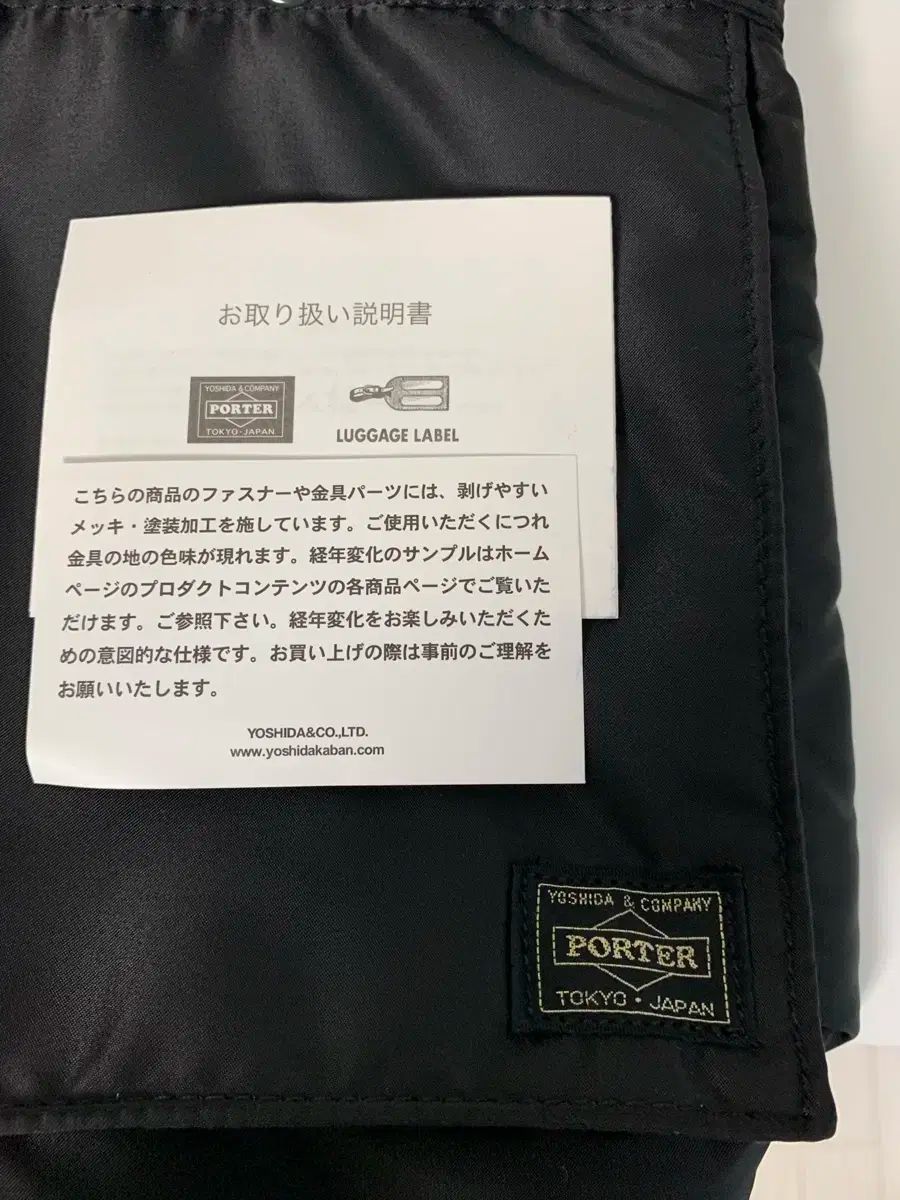 お取り扱い説明書
YOSHIDA & COMPANY
PORTER
TOKYO・JAPAN
LUGGAGE LABEL
こちらの商品のファスナーや金具パーツには、剥げやすい
メッキ・塗装加工を施しています。ご使用いただくにつれ
金具の地の色味が現れます。経年変化のサンプルはホーム
ページのプロダクトコンテンツの各商品ページでご覧いた
だけます。ご参照下さい。経年変化をお楽しみいただくた
めの意図的な仕様です。お買い上げの際は事前のご理解を
お願いいたします。
YOSHIDA&CO.,LTD.
www.yoshidakaban.com
YOSHIDA & COMPANY
PORTER
TOKYO・JAPAN